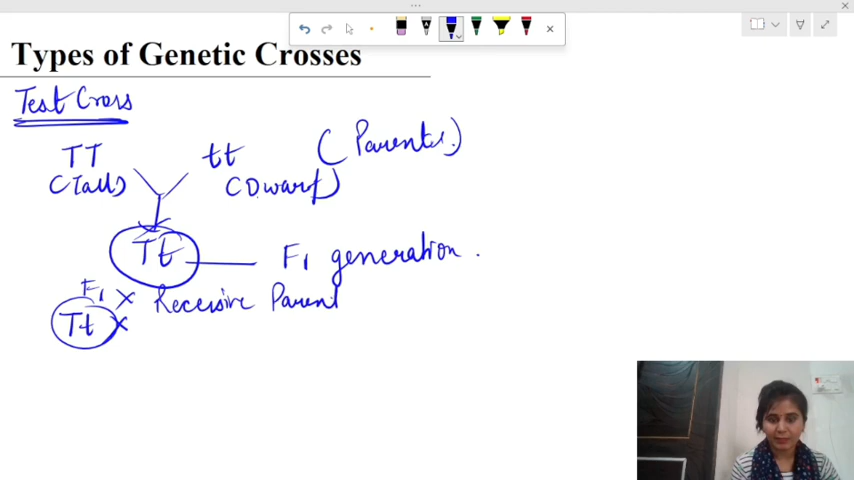 Types of Genetic Crosses
Test Cross
TT tt (Parents.)
(Tall) (Dwarf)
Tt — F1 generation.
F1 × Recessive Parent
Tt ×